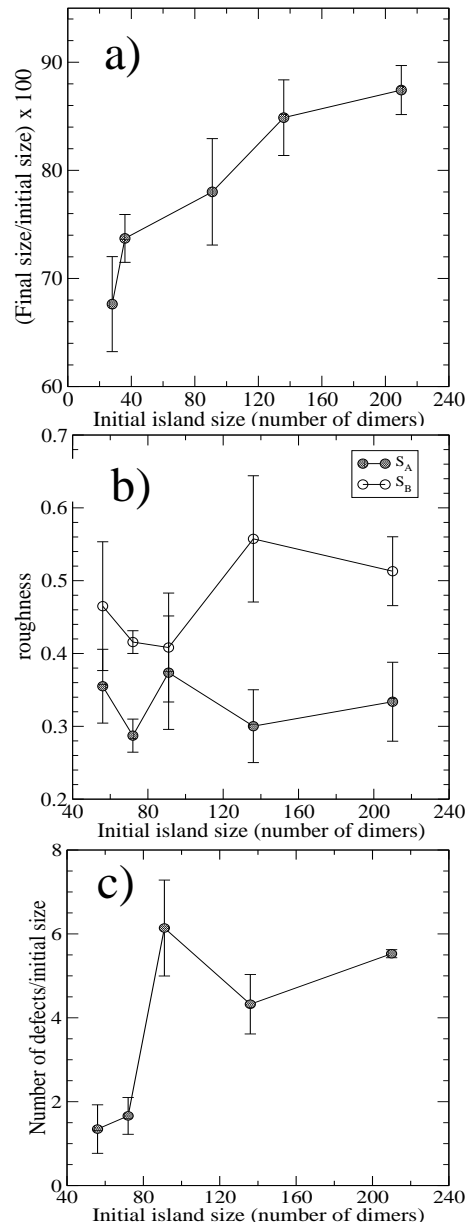 a)
(Final size/initial size) x 100
90
80
70
60
0 40 80 120 160 200 240
Initial island size (number of dimers)
b)
S_A
S_B
roughness
0.7
0.6
0.5
0.4
0.3
0.2
40 80 120 160 200 240
Initial island size (number of dimers)
c)
Number of defects/initial size
8
6
4
2
0
40 80 120 160 200 240
Initial island size (number of dimers)